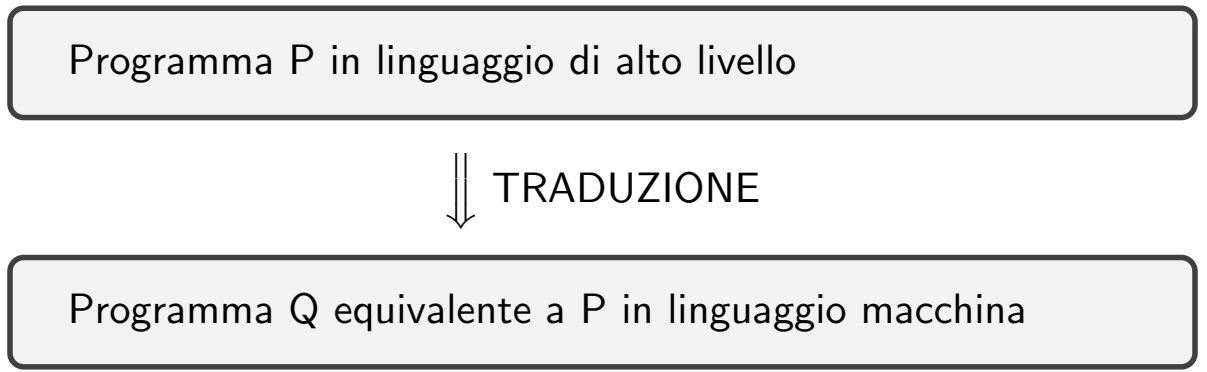 Programma P in linguaggio di alto livello
TRADUZIONE
Programma Q equivalente a P in linguaggio macchina